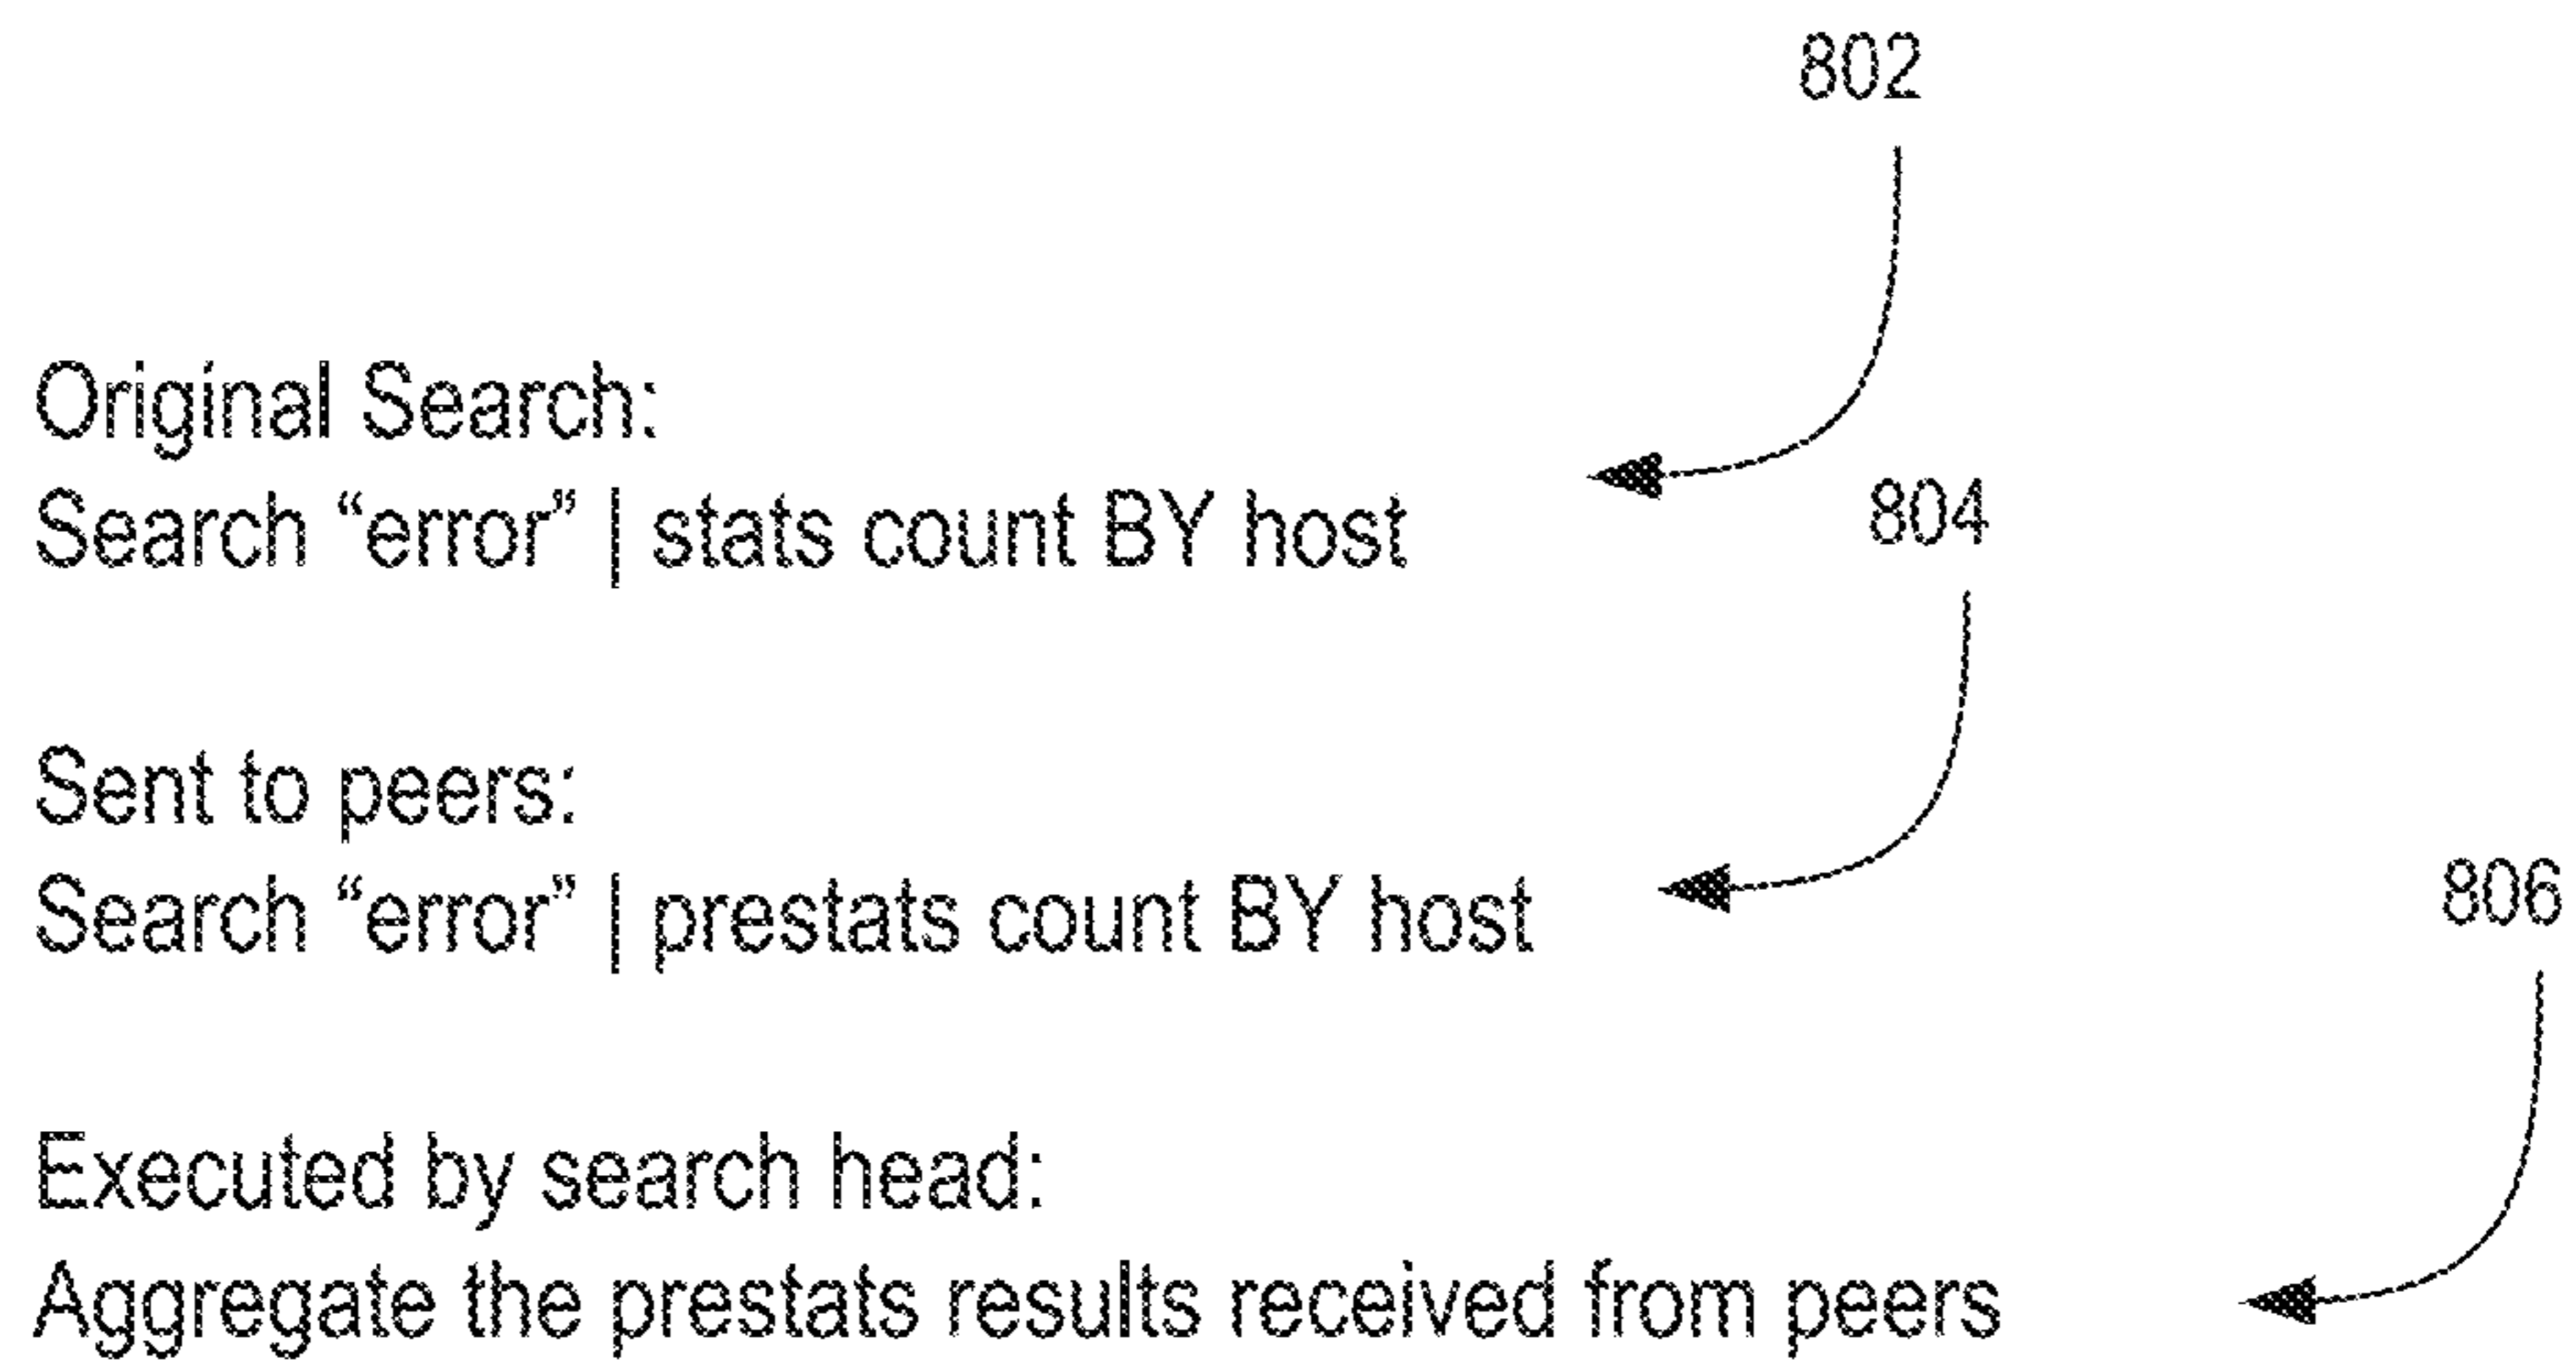 802
Original Search:
Search “error” | stats count BY host
804
Sent to peers:
Search “error” | prestats count BY host
806
Executed by search head:
Aggregate the prestats results received from peers